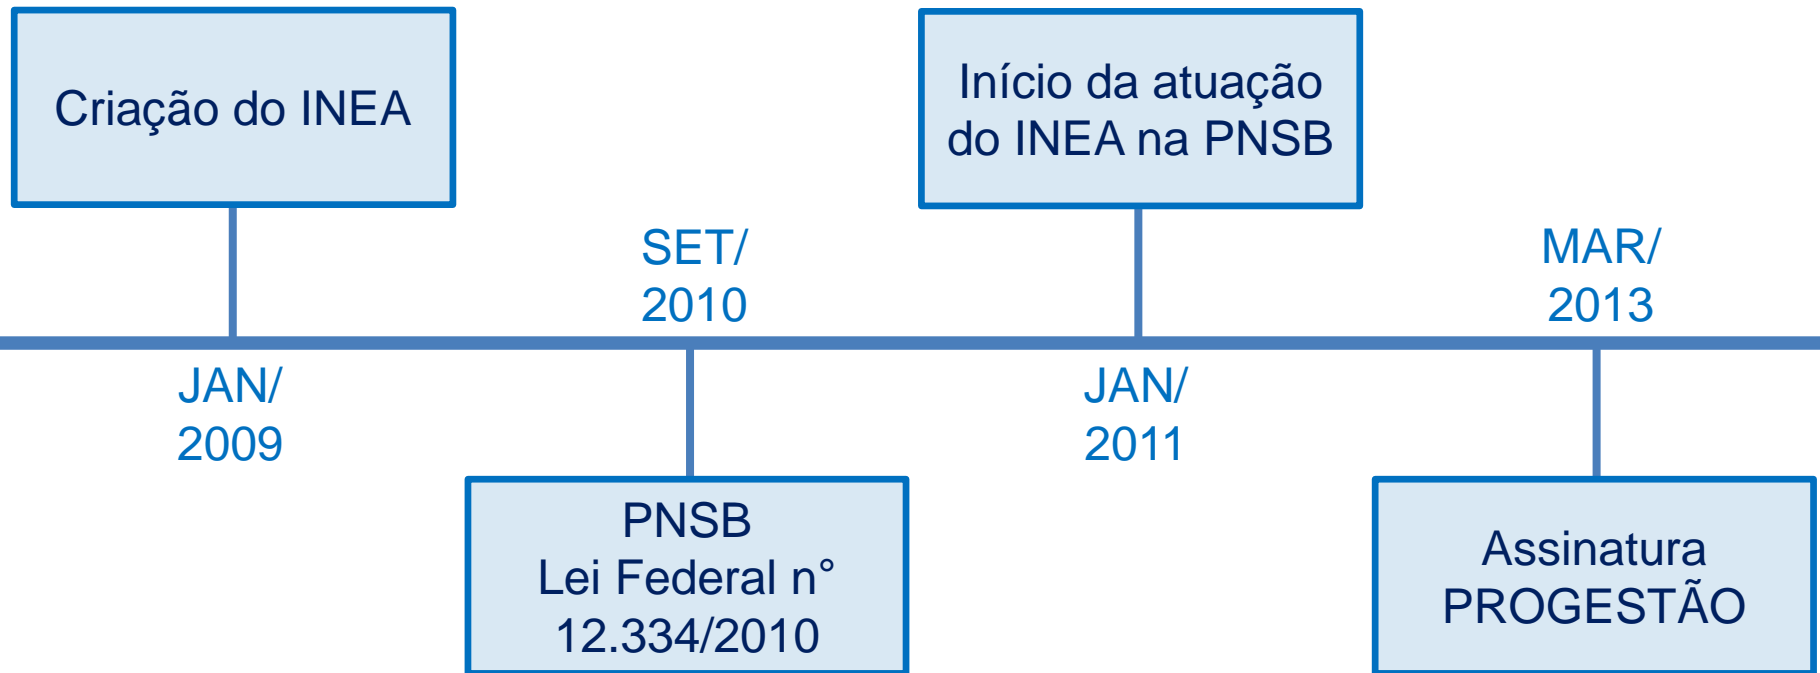 Criação do INEA
JAN/
2009
SET/
2010
PNSB
Lei Federal n°
12.334/2010
Início da atuação
do INEA na PNSB
JAN/
2011
MAR/
2013
Assinatura
PROGESTÃO